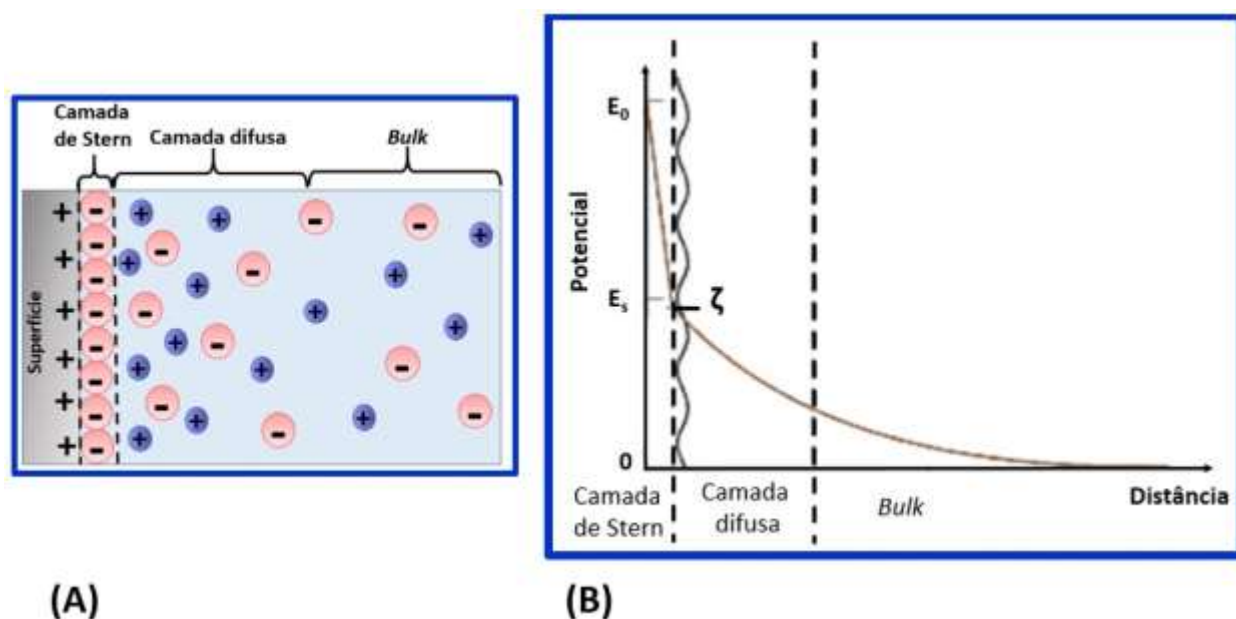 Camada
de Stern
Camada difusa
Bulk
Superfície
+
+
+
+
+
+
-
-
-
-
-
-
-
-
(A)
Potencial
E₀
Eₛ
ζ
0
Camada
de Stern
Camada
difusa
Bulk
Distância
(B)